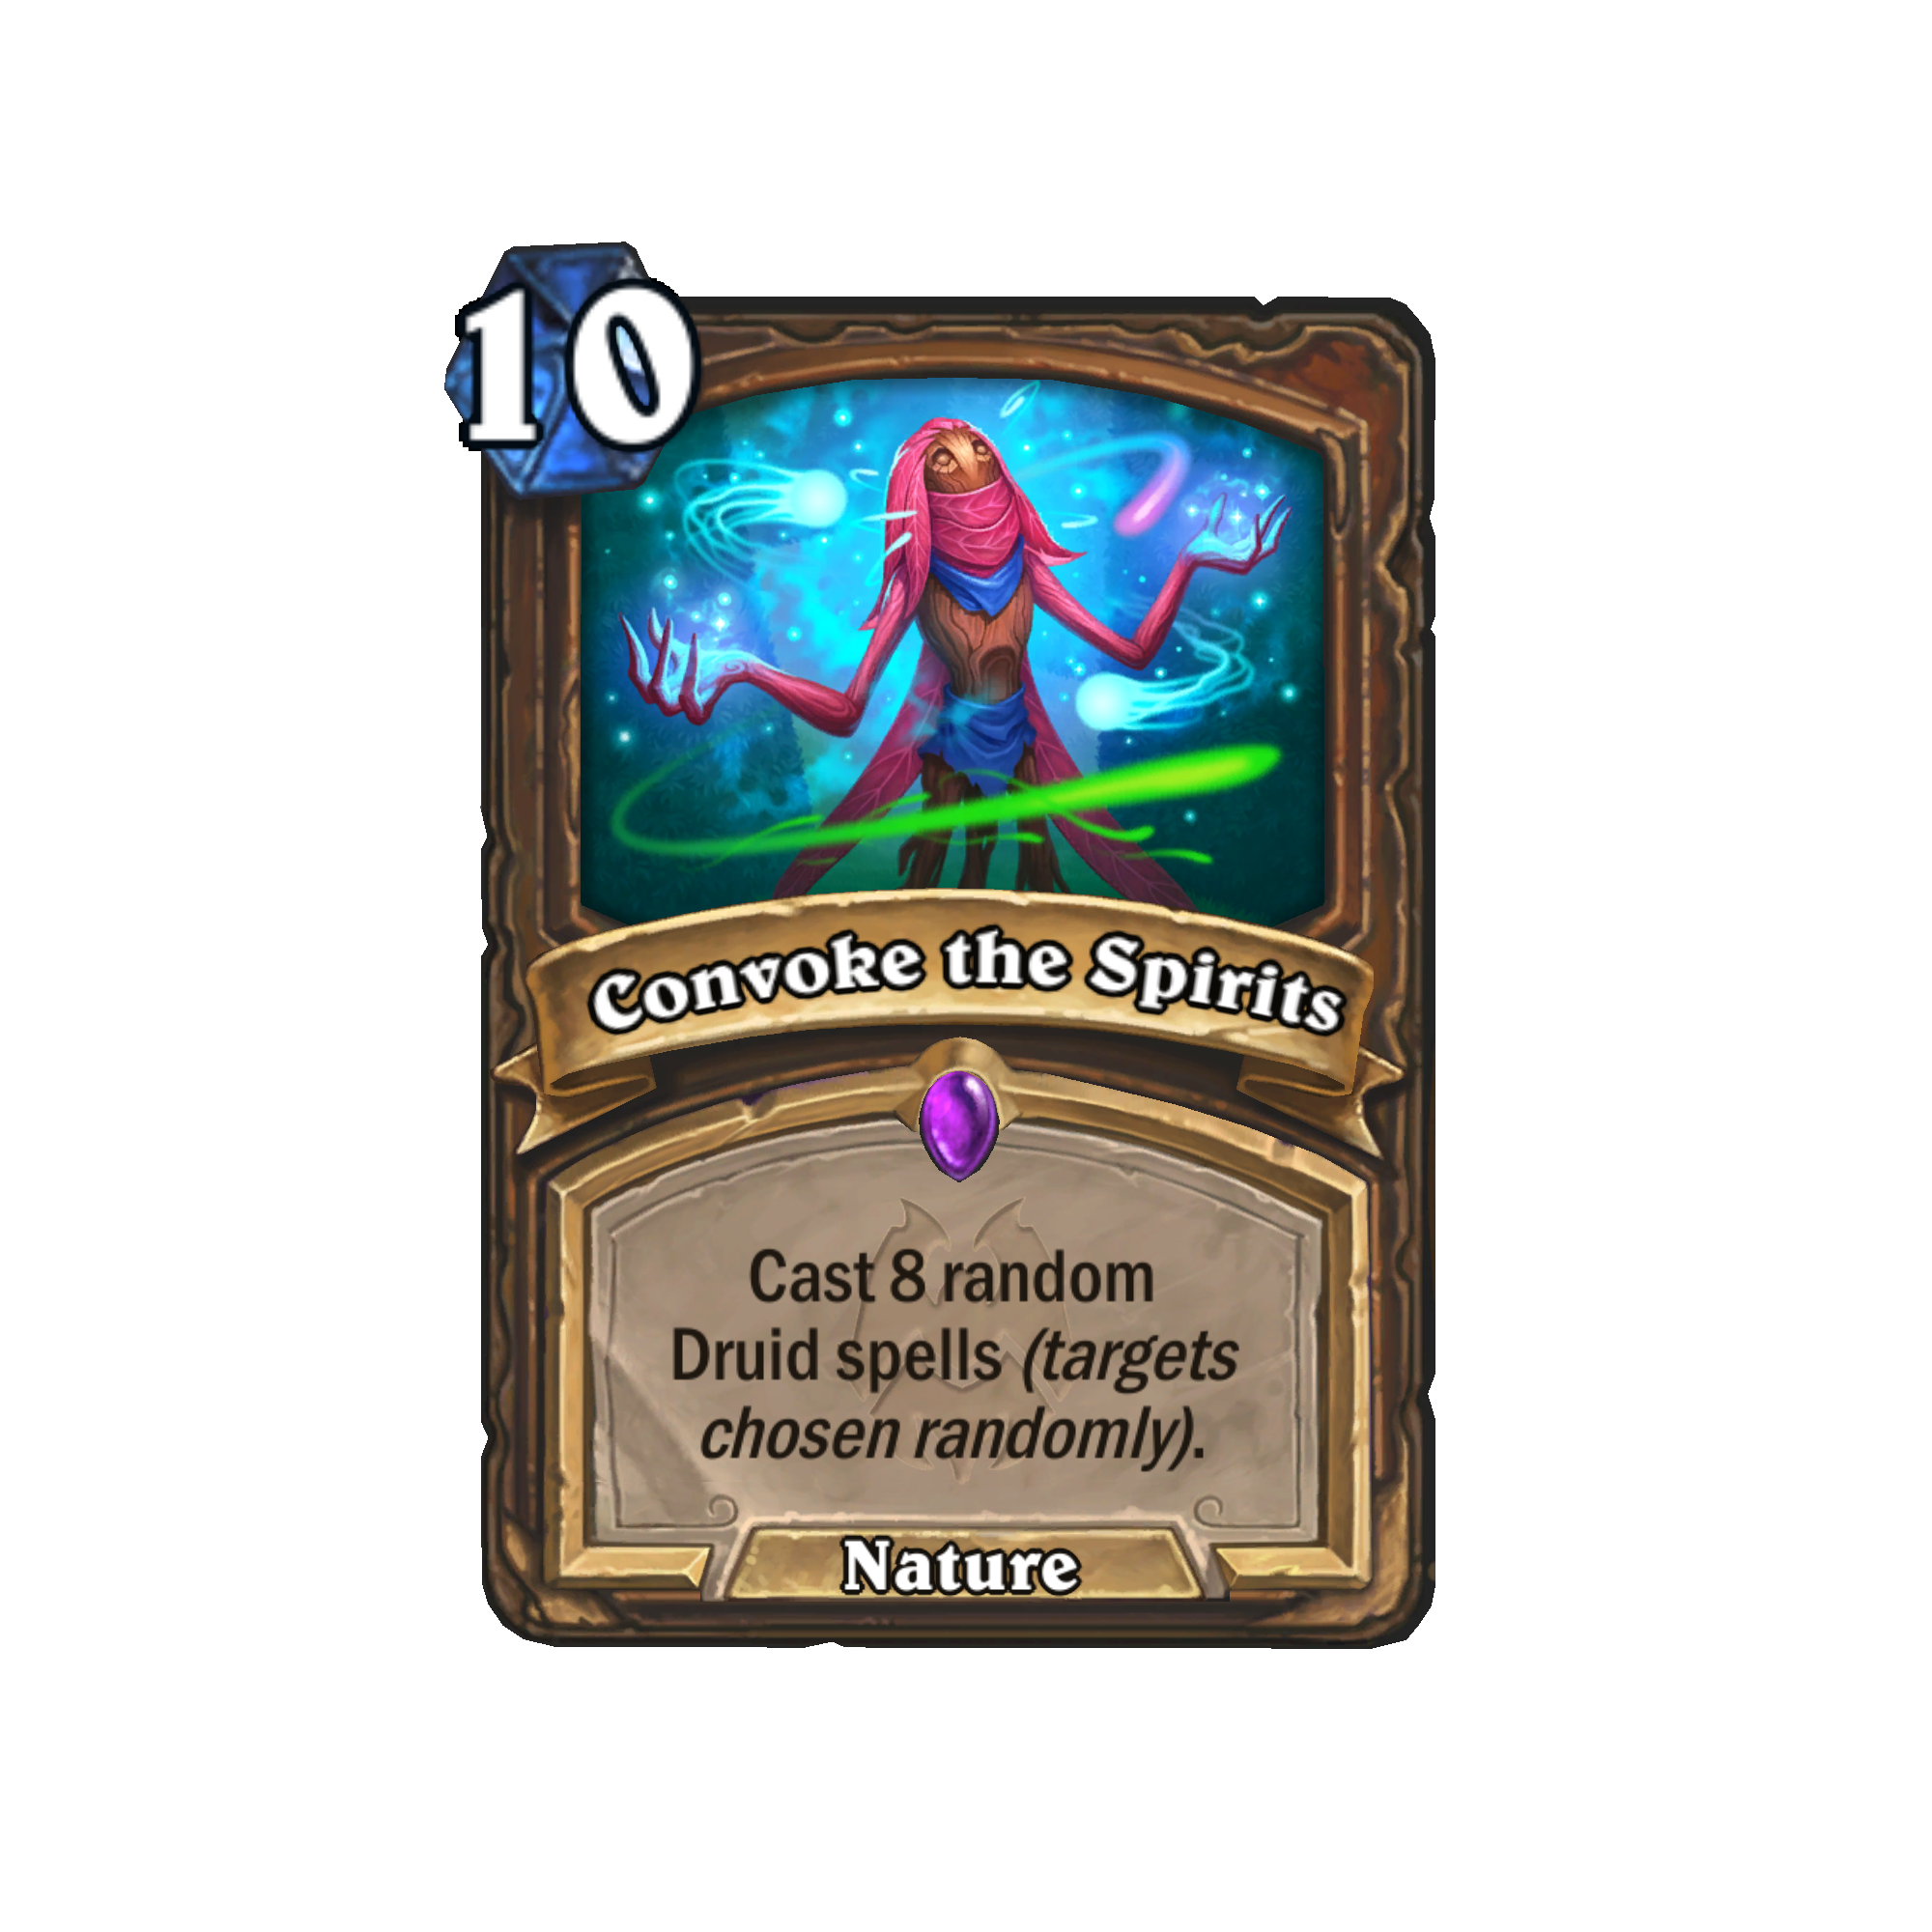 10
Convoke the Spirits
Cast 8 random
Druid spells (targets
chosen randomly).
Nature